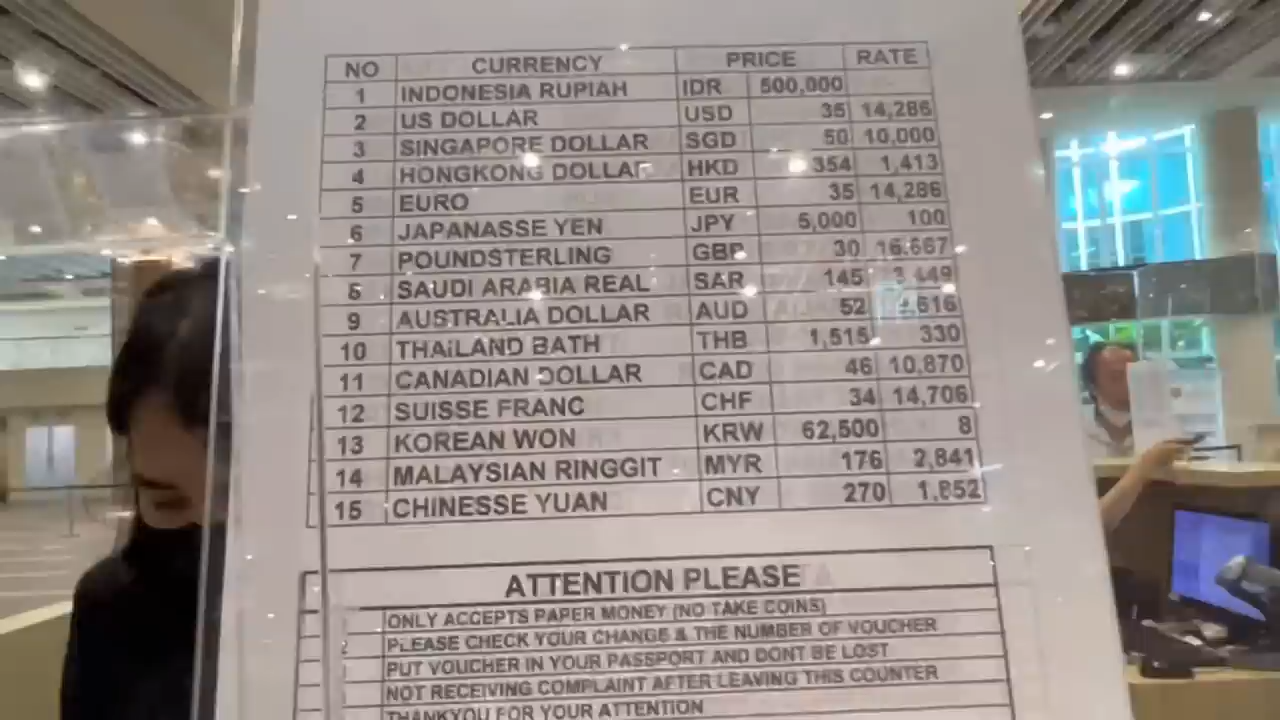 NO CURRENCY PRICE RATE
1 INDONESIA RUPIAH IDR 500,000
2 US DOLLAR USD 35 14,286
3 SINGAPORE DOLLAR SGD 50 10,000
4 HONGKONG DOLLAR HKD 354 1,413
5 EURO EUR 35 14,286
6 JAPANASSE YEN JPY 5,000 100
7 POUNDSTERLING GBP 30 16.667
8 SAUDI ARABIA REAL SAR 145 3,449
9 AUSTRALIA DOLLAR AUD 52
10 THAILAND BATH THB 1,515 330
11 CANADIAN DOLLAR CAD 46 10,870
12 SUISSE FRANC CHF 34 14,706
13 KOREAN WON KRW 62,500 8
14 MALAYSIAN RINGGIT MYR 176 2,841
15 CHINESSE YUAN CNY 270 1,852
ATTENTION PLEASE
ONLY ACCEPTS PAPER MONEY (NO TAKE COINS)
2 PLEASE CHECK YOUR CHANGE & THE NUMBER OF VOUCHER
PUT VOUCHER IN YOUR PASSPORT AND DONT BE LOST
NOT RECEIVING COMPLAINT AFTER LEAVING THIS COUNTER
THANKYOU FOR YOUR ATTENTION